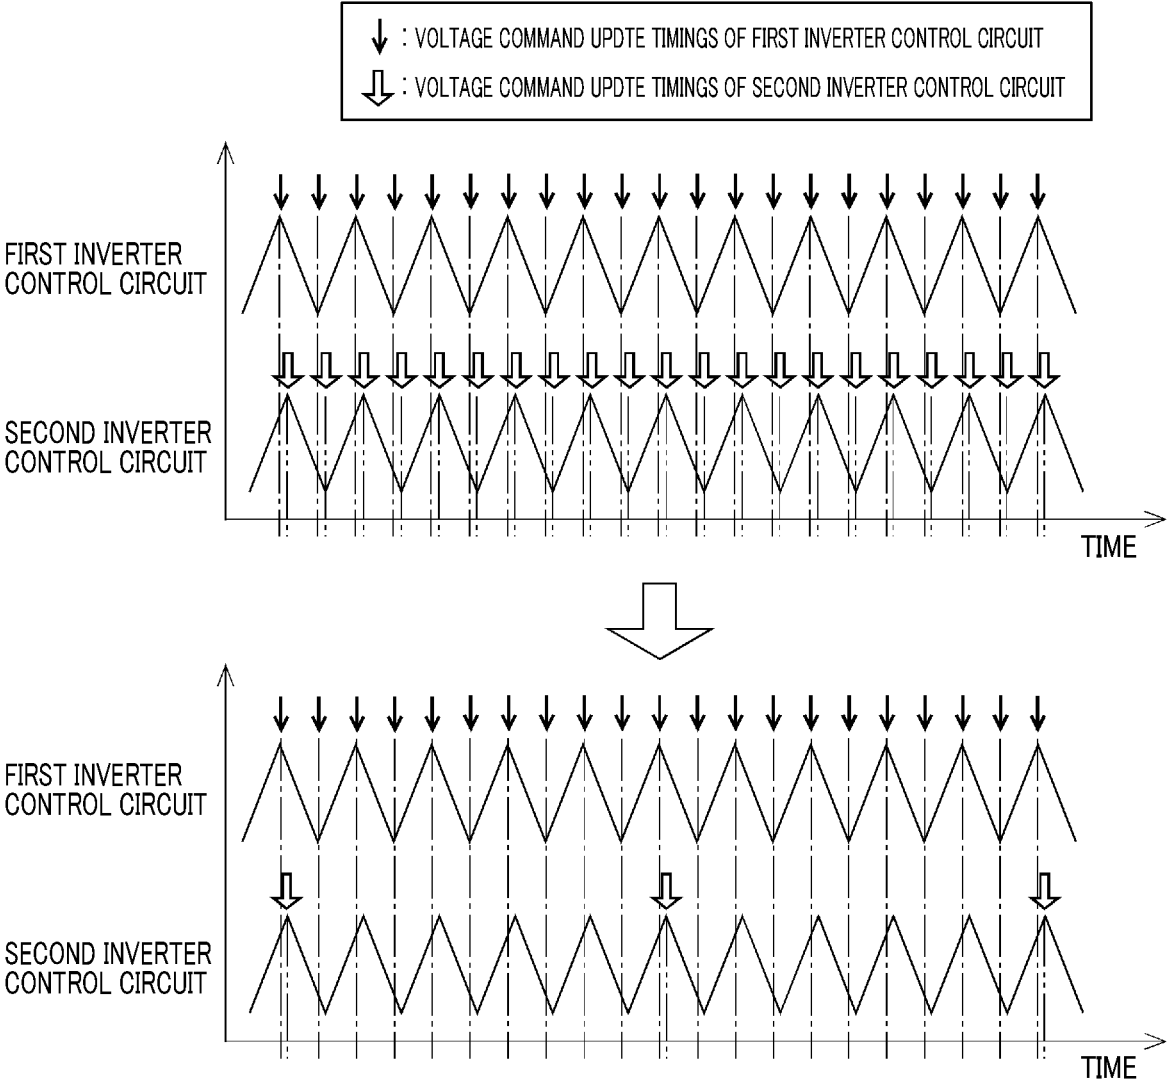 : VOLTAGE COMMAND UPDTE TIMINGS OF FIRST INVERTER CONTROL CIRCUIT
: VOLTAGE COMMAND UPDTE TIMINGS OF SECOND INVERTER CONTROL CIRCUIT
FIRST INVERTER
CONTROL CIRCUIT
SECOND INVERTER
CONTROL CIRCUIT
TIME
FIRST INVERTER
CONTROL CIRCUIT
SECOND INVERTER
CONTROL CIRCUIT
TIME